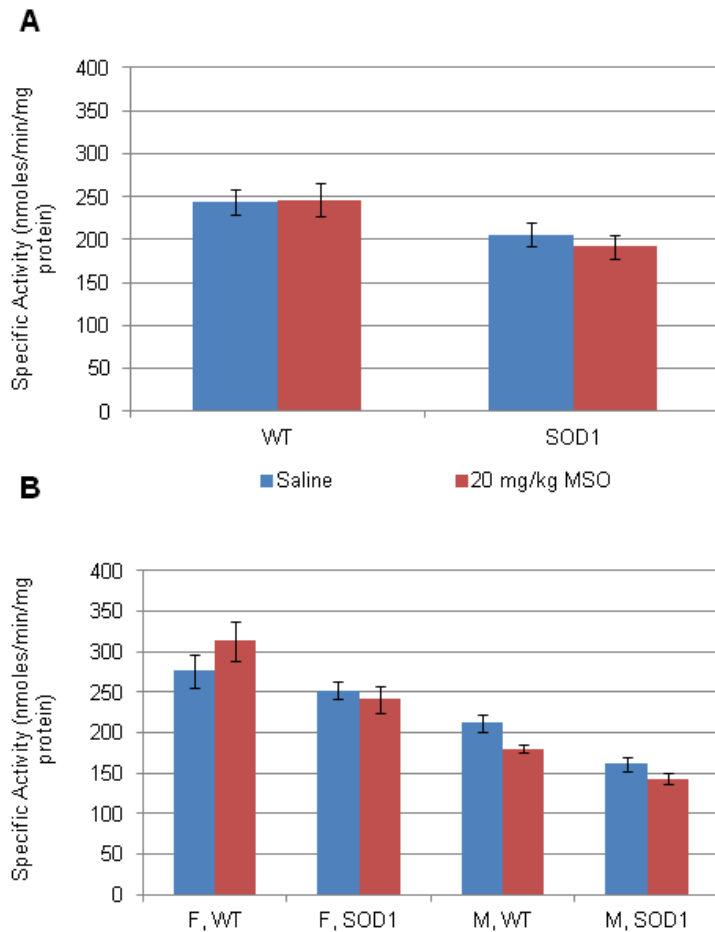 A
Specific Activity (nmoles/min/mg
protein)
400
350
300
250
200
150
100
50
0
WT SOD1
Saline 20 mg/kg MSO
B
Specific Activity (nmoles/min/mg
protein)
400
350
300
250
200
150
100
50
0
F, WT F, SOD1 M, WT M, SOD1